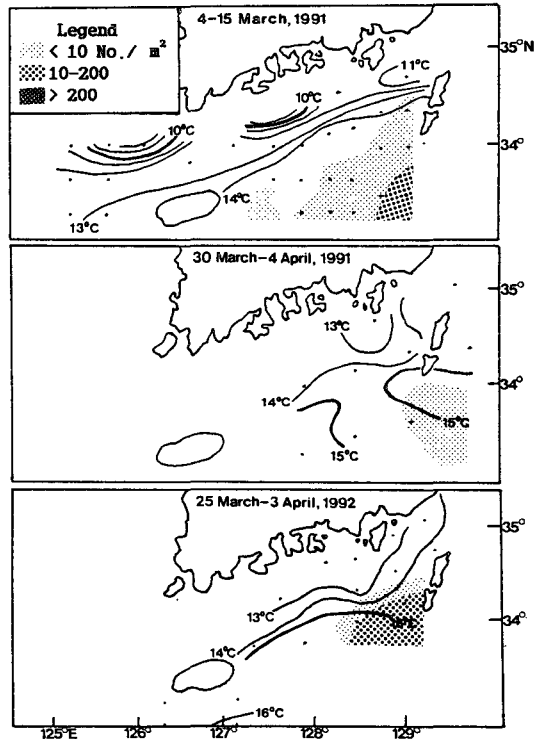 4-15 March, 1991
Legend
< 10 No./ m²
10-200
> 200
35°N
11°C
10°C
10°C
34°
14°C
13°C
30 March-4 April, 1991
35°
13°C
34°
14°C
15°C
15°C
25 March-3 April, 1992
35°
13°C
34°
14°C
16°C
125°E
126°
127°
128°
129°